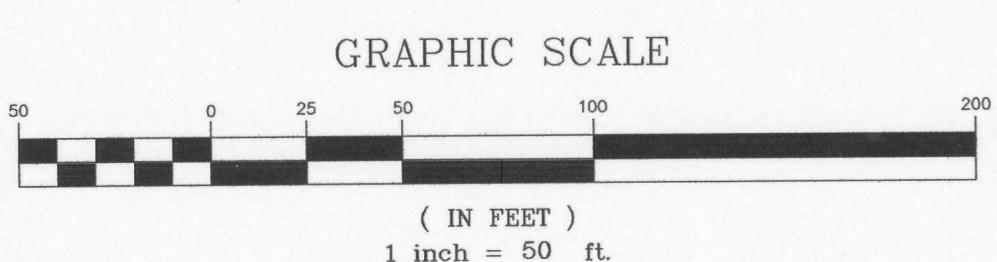 GRAPHIC SCALE
50 0 25 50 100 200
( IN FEET )
1 inch = 50 ft.